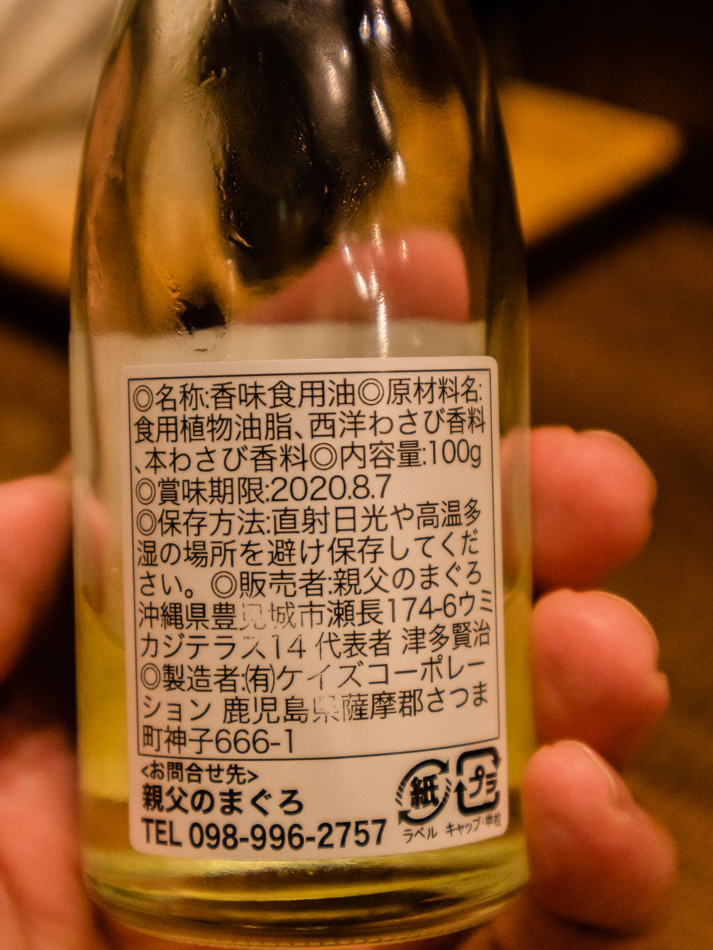 ◎名称:香味食用油◎原材料名:
食用植物油脂、西洋わさび香料
、本わさび香料◎内容量:100g
◎賞味期限:2020.8.7
◎保存方法:直射日光や高温多
湿の場所を避け保存してくだ
さい。◎販売者:親父のまぐろ
沖縄県豊見城市瀬長174-6ウミ
カジテラス14 代表者 津多賢治
◎製造者:㈲ケイズコーポレー
ション 鹿児島県薩摩郡さつま
町神子666-1
<お問合せ先>
親父のまぐろ
TEL 098-996-2757
紙
プラ
ラベル キャップ・中栓